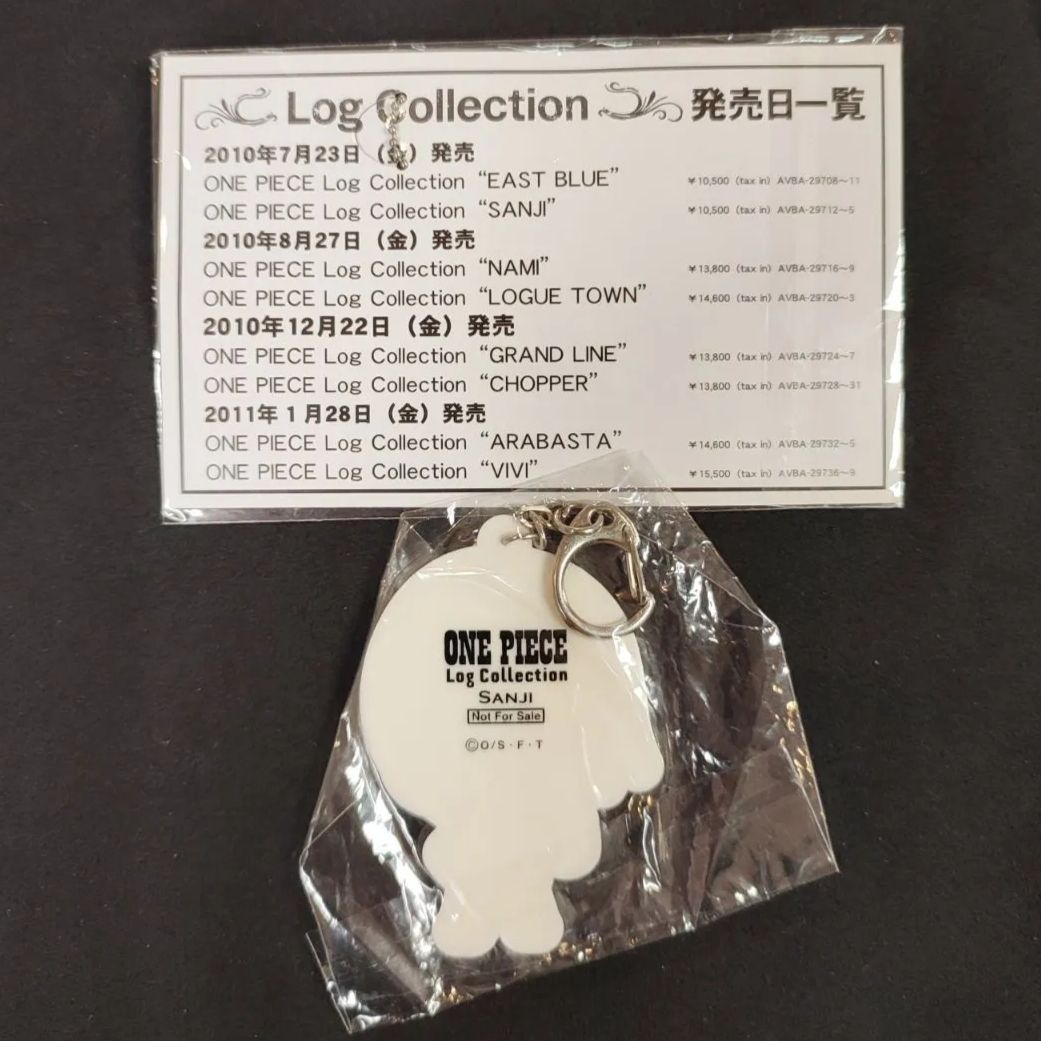 Log Collection 発売日一覧
2010年7月23日（金）発売
ONE PIECE Log Collection “EAST BLUE” ￥10,500（tax in）AVBA-29708〜11
ONE PIECE Log Collection “SANJI” ￥10,500（tax in）AVBA-29712〜5
2010年8月27日（金）発売
ONE PIECE Log Collection “NAMI” ￥13,800（tax in）AVBA-29716〜9
ONE PIECE Log Collection “LOGUE TOWN” ￥14,600（tax in）AVBA-29720〜3
2010年12月22日（金）発売
ONE PIECE Log Collection “GRAND LINE” ￥13,800（tax in）AVBA-29724〜7
ONE PIECE Log Collection “CHOPPER” ￥13,800（tax in）AVBA-29728〜31
2011年1月28日（金）発売
ONE PIECE Log Collection “ARABASTA” ￥14,600（tax in）AVBA-29732〜5
ONE PIECE Log Collection “VIVI” ￥15,500（tax in）AVBA-29736〜9
ONE PIECE
Log Collection
SANJI
Not For Sale
©O/S・F・T